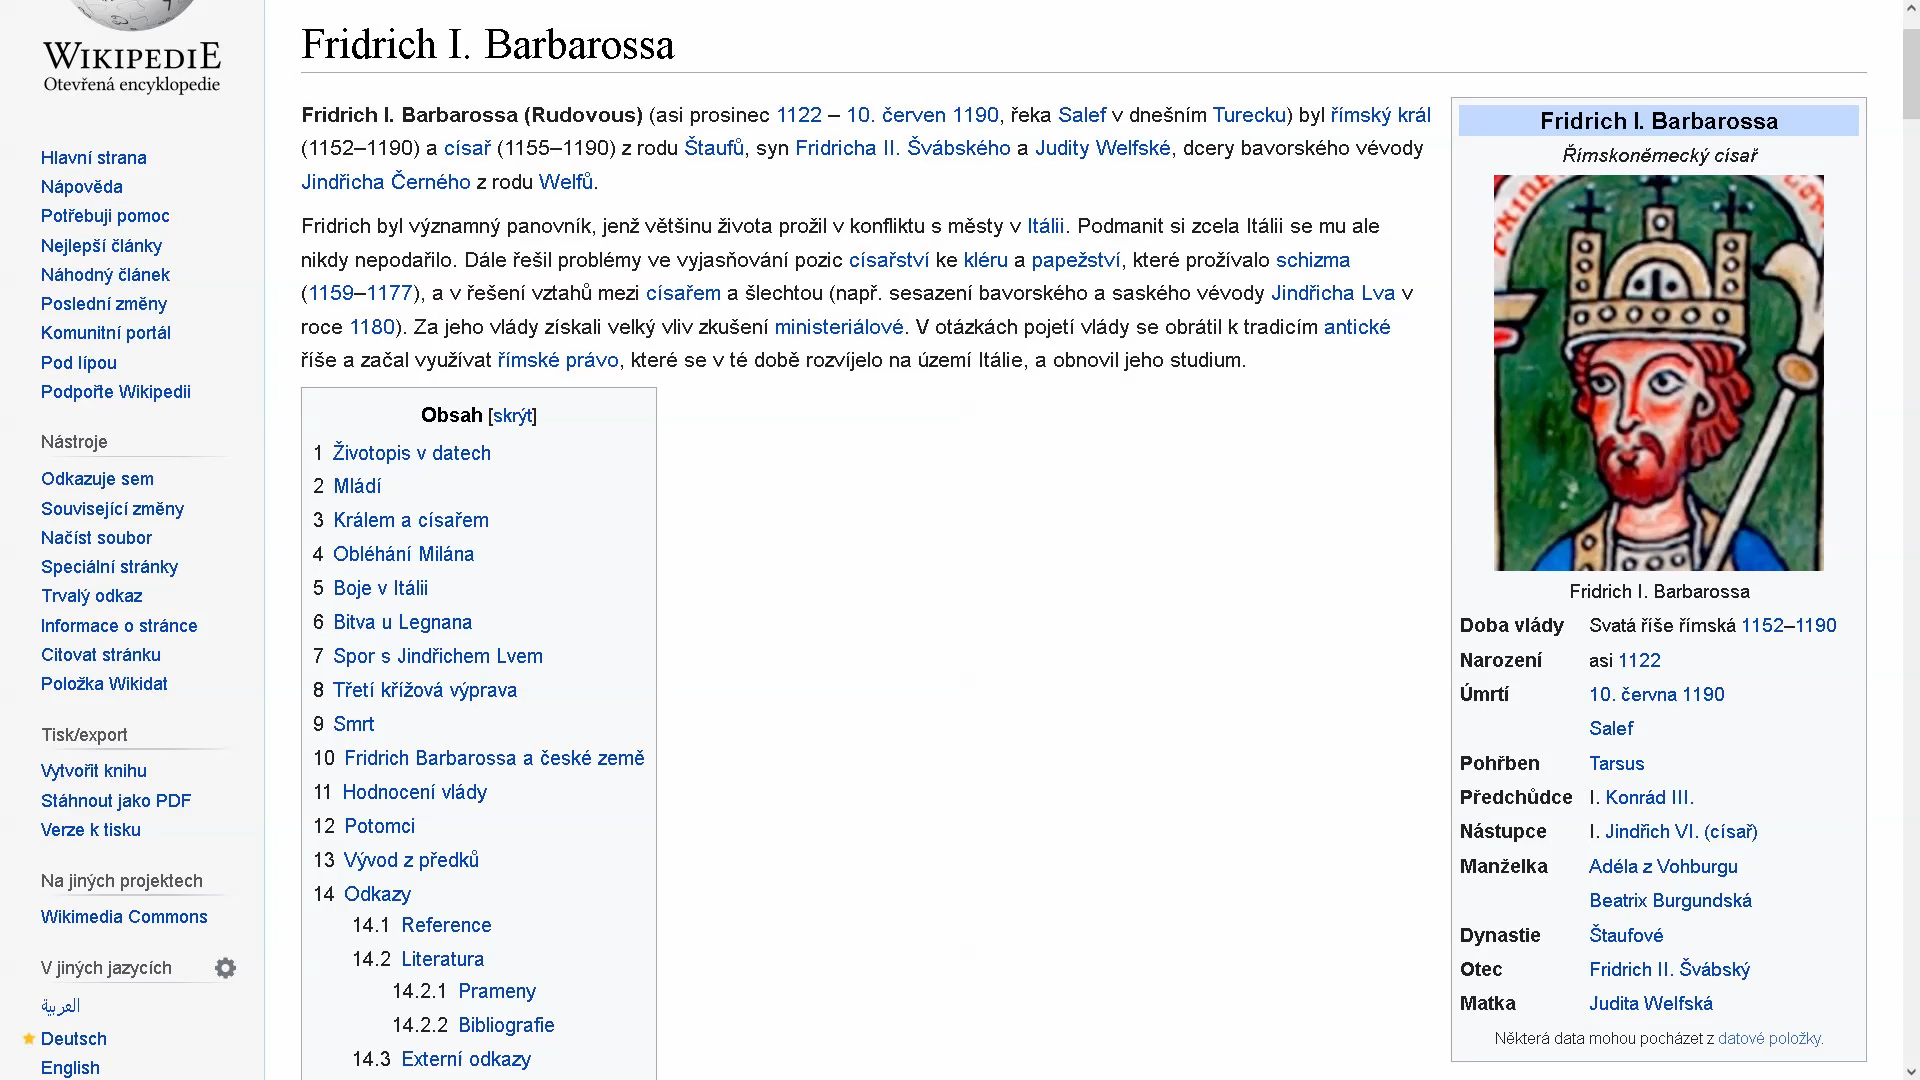 WIKIPEDIE
Otevřená encyklopedie
Hlavní strana
Nápověda
Potřebuji pomoc
Nejlepší články
Náhodný článek
Poslední změny
Komunitní portál
Pod lípou
Podpořte Wikipedii
Nástroje
Odkazuje sem
Související změny
Načíst soubor
Speciální stránky
Trvalý odkaz
Informace o stránce
Citovat stránku
Položka Wikidat
Tisk/export
Vytvořit knihu
Stáhnout jako PDF
Verze k tisku
Na jiných projektech
Wikimedia Commons
V jiných jazycích
العربية
Deutsch
English
Fridrich I. Barbarossa
Fridrich I. Barbarossa (Rudovous) (asi prosinec 1122 – 10. červen 1190, řeka Salef v dnešním Turecku) byl římský král
(1152–1190) a císař (1155–1190) z rodu Štaufů, syn Fridricha II. Švábského a Judity Welfské, dcery bavorského vévody
Jindřicha Černého z rodu Welfů.
Fridrich byl významný panovník, jenž většinu života prožil v konfliktu s městy v Itálii. Podmanit si zcela Itálii se mu ale
nikdy nepodařilo. Dále řešil problémy ve vyjasňování pozic císařství ke kléru a papežství, které prožívalo schizma
(1159–1177), a v řešení vztahů mezi císařem a šlechtou (např. sesazení bavorského a saského vévody Jindřicha Lva v
roce 1180). Za jeho vlády získali velký vliv zkušení ministeriálové. V otázkách pojetí vlády se obrátil k tradicím antické
říše a začal využívat římské právo, které se v té době rozvíjelo na území Itálie, a obnovil jeho studium.
Obsah [skrýt]
1 Životopis v datech
2 Mládí
3 Králem a císařem
4 Obléhání Milána
5 Boje v Itálii
6 Bitva u Legnana
7 Spor s Jindřichem Lvem
8 Třetí křížová výprava
9 Smrt
10 Fridrich Barbarossa a české země
11 Hodnocení vlády
12 Potomci
13 Vývod z předků
14 Odkazy
14.1 Reference
14.2 Literatura
14.2.1 Prameny
14.2.2 Bibliografie
14.3 Externí odkazy
Fridrich I. Barbarossa
Římskoněmecký císař
Fridrich I. Barbarossa
Doba vlády Svatá říše římská 1152–1190
Narození asi 1122
Úmrtí 10. června 1190
Salef
Pohřben Tarsus
Předchůdce I. Konrád III.
Nástupce I. Jindřich VI. (císař)
Manželka Adéla z Vohburgu
Beatrix Burgundská
Dynastie Štaufové
Otec Fridrich II. Švábský
Matka Judita Welfská
Některá data mohou pocházet z datové položky.